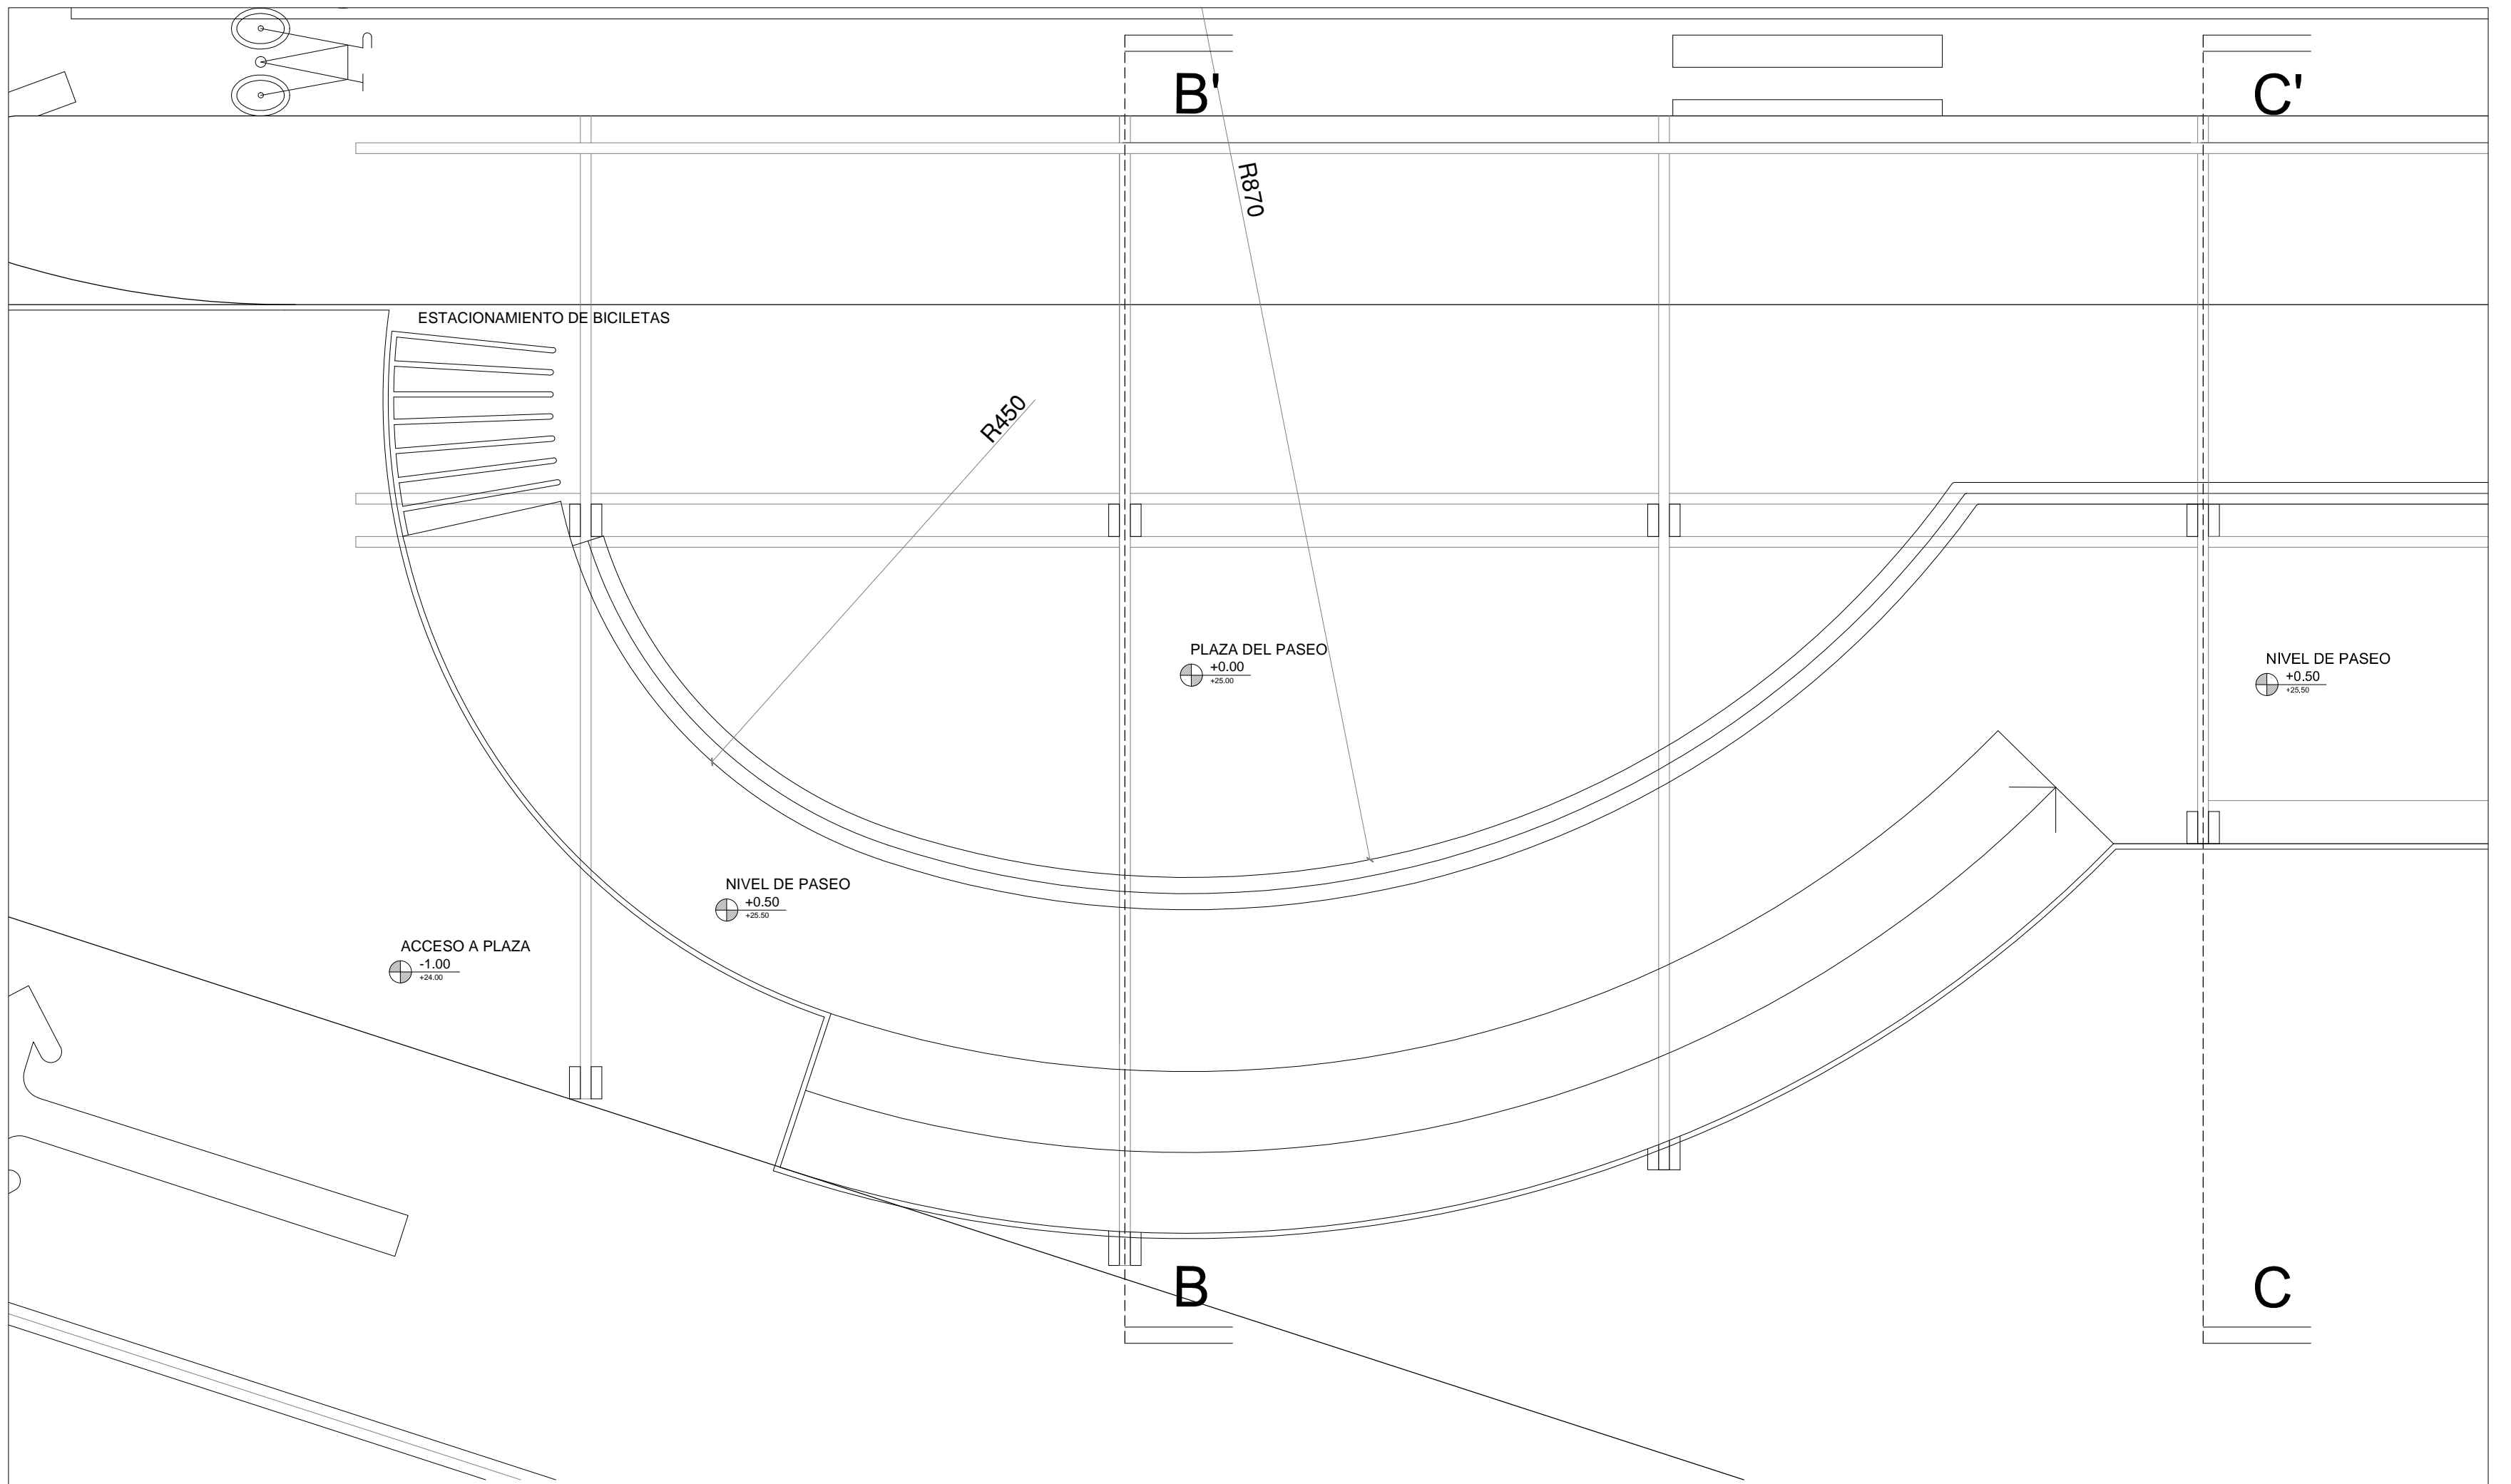 B'
C'
R870
ESTACIONAMIENTO DE BICILETAS
R450
PLAZA DEL PASEO
+0.00
+25.00
NIVEL DE PASEO
+0.50
+25,50
NIVEL DE PASEO
+0.50
+25.50
ACCESO A PLAZA
-1.00
+24.00
B
C